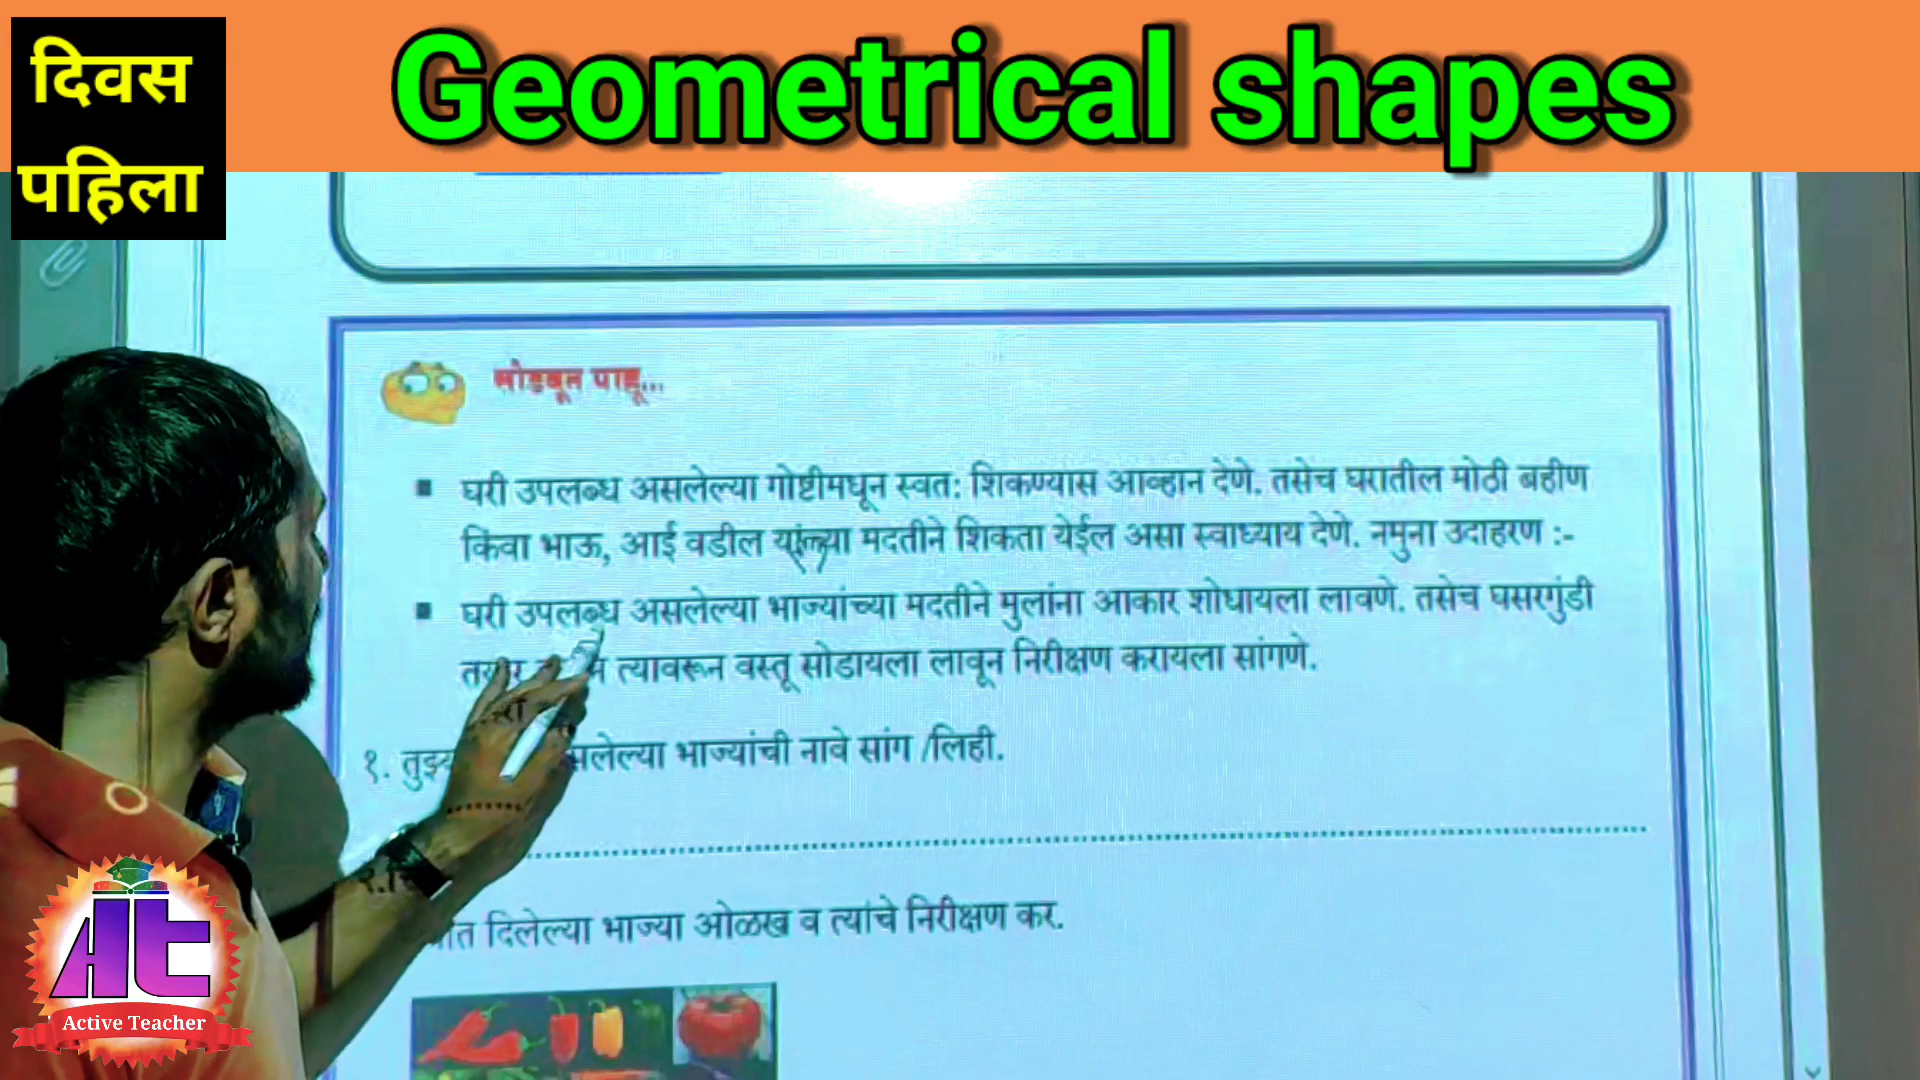 दिवस
पहिला
Geometrical shapes
सोडवून पाहू...
▪ घरी उपलब्ध असलेल्या गोष्टीमधून स्वत: शिकण्यास आव्हान देणे. तसेच घरातील मोठी बहीण
किंवा भाऊ, आई वडील यांच्या मदतीने शिकता येईल असा स्वाध्याय देणे. नमुना उदाहरण :-
▪ घरी उपलब्ध असलेल्या भाज्यांच्या मदतीने मुलांना आकार शोधायला लावणे. तसेच घसरगुंडी
त्यावरून वस्तू सोडायला लावून निरीक्षण करायला सांगणे.
१. भाज्यांची नावे सांग /लिही.
दिलेल्या भाज्या ओळख व त्यांचे निरीक्षण कर.
At
Active Teacher